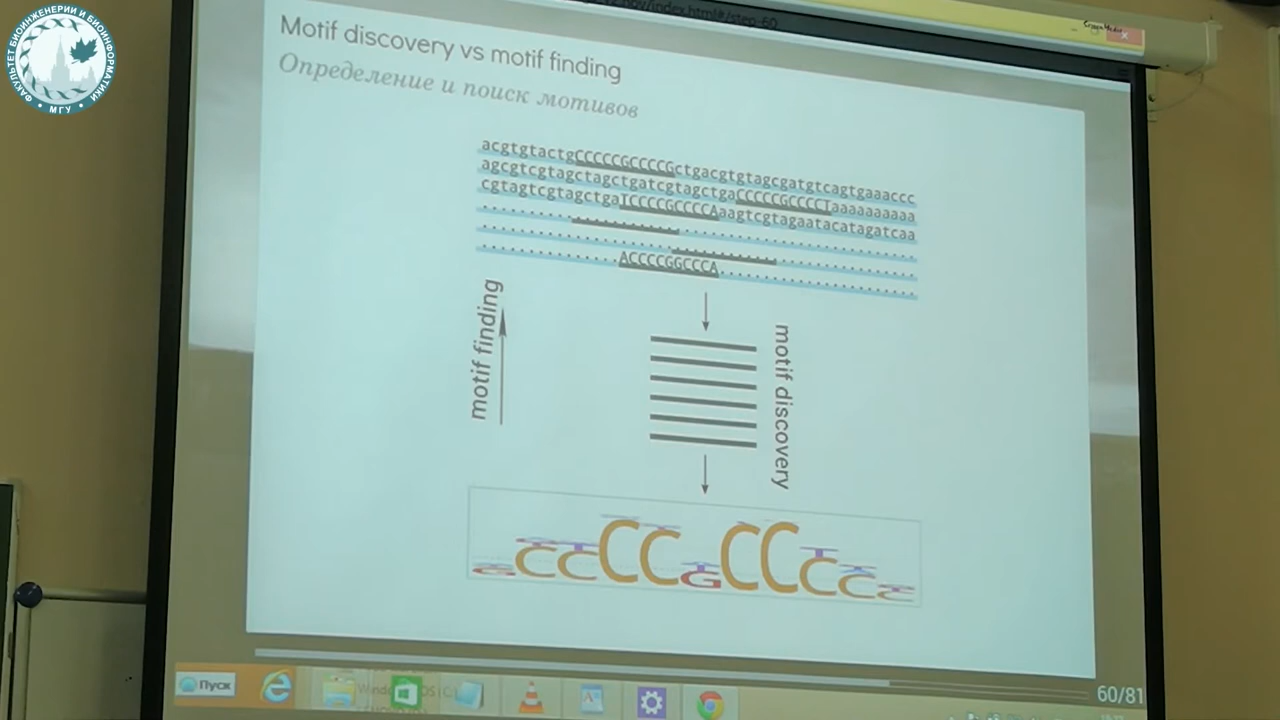 ФАКУЛЬТЕТ БИОИНЖЕНЕРИИ И БИОИНФОРМАТИКИ
МГУ
Motif discovery vs motif finding
Определение и поиск мотивов
acgtgtactgCCCCCGCCCCGctgacgtgtagcgatgtcagtgaaaccc
agcgtcgtagctagctgatcgtagctgaCCCCCGCCCCTaaaaaaaaaa
cgtagtcgtagctgaTCCCCGCCCCAaagtcgtagaatacatagatcaa
ACCCCGGCCCA
motif finding
motif discovery
Пуск
60/81